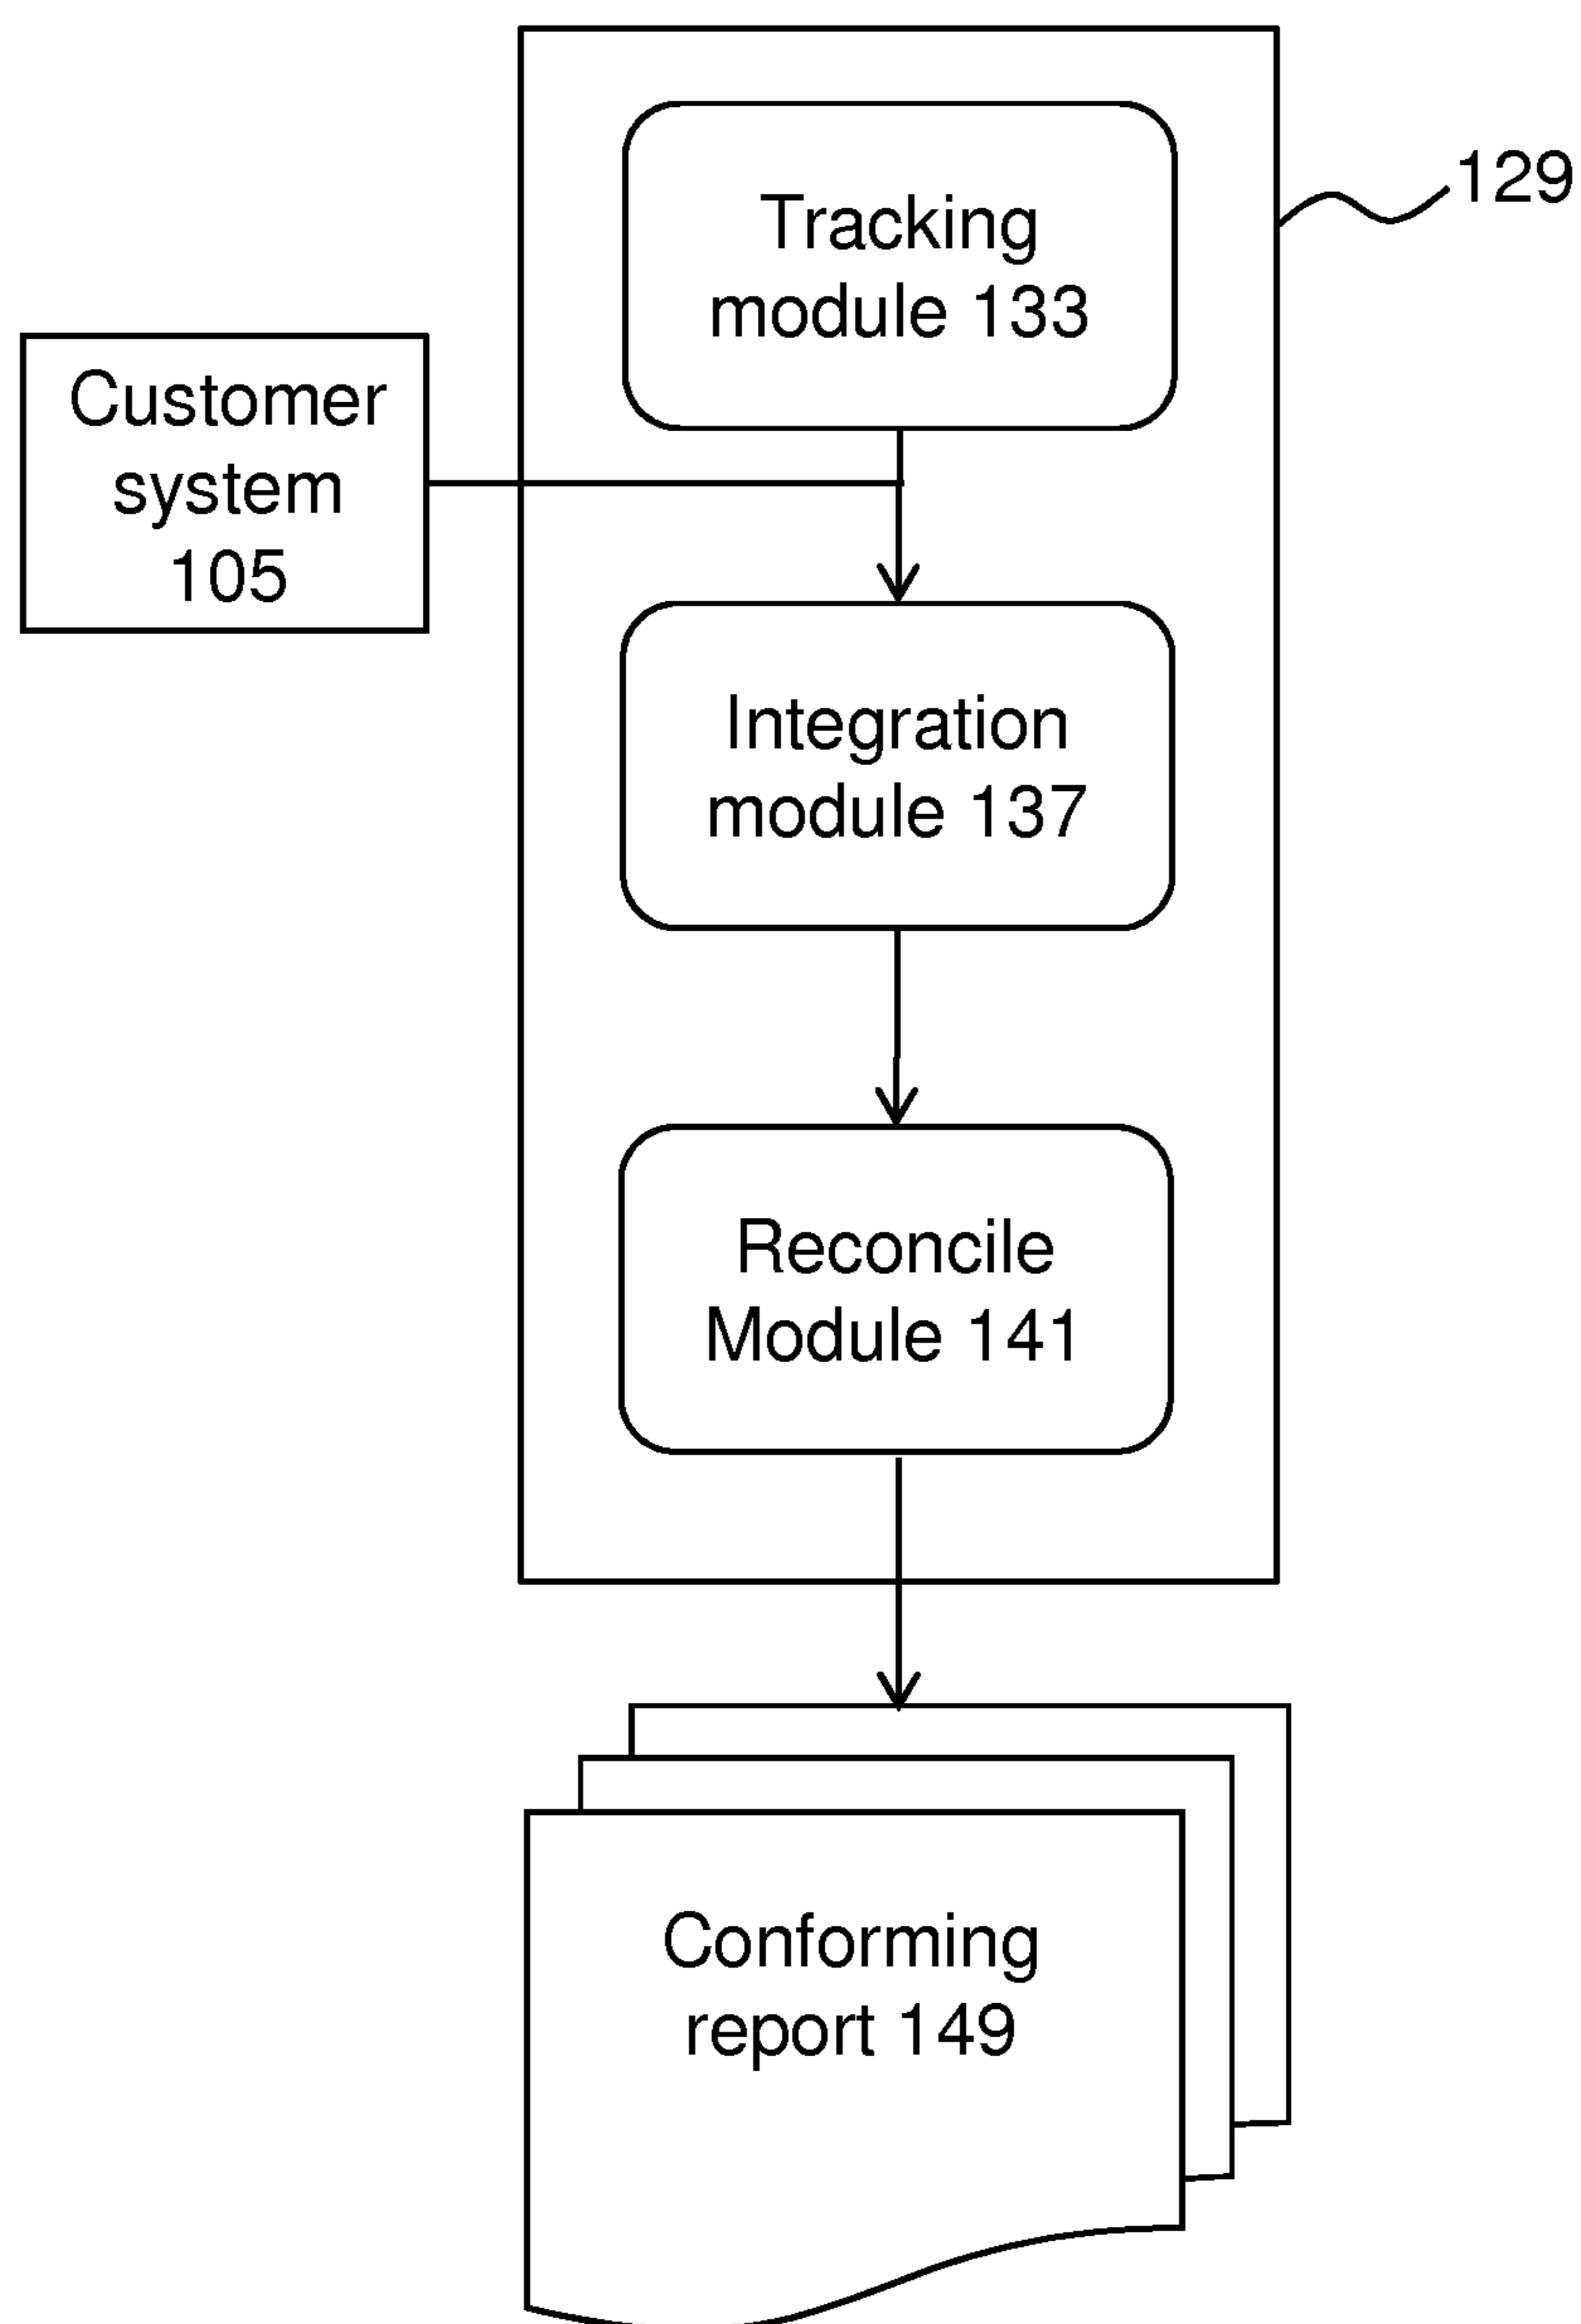 Tracking
module 133
129
Customer
system
105
Integration
module 137
Reconcile
Module 141
Conforming
report 149